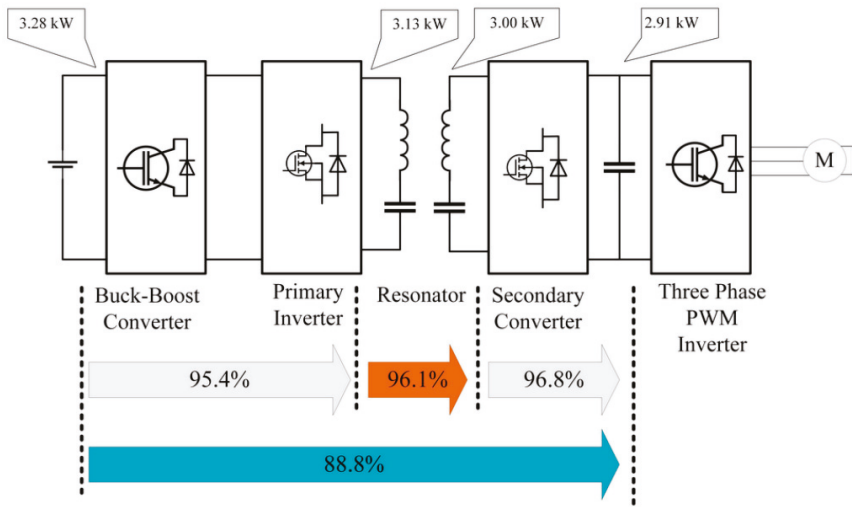 3.28 kW
3.13 kW
3.00 kW
2.91 kW
M
Buck-Boost
Converter
Primary
Inverter
Resonator
Secondary
Converter
Three Phase
PWM
Inverter
95.4%
96.1%
96.8%
88.8%